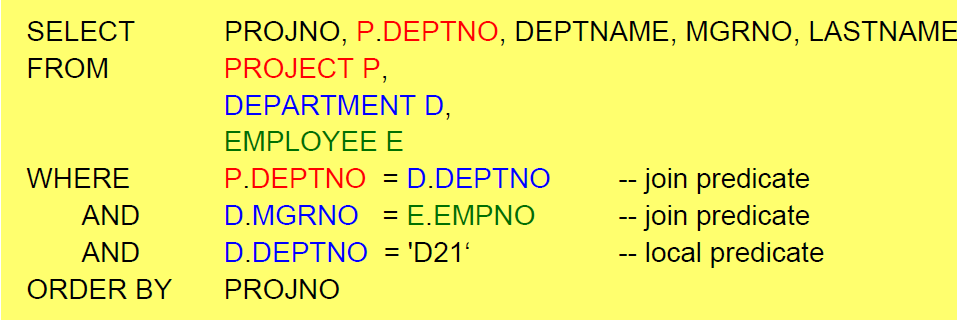 SELECT PROJNO, P.DEPTNO, DEPTNAME, MGRNO, LASTNAME
FROM PROJECT P,
DEPARTMENT D,
EMPLOYEE E
WHERE P.DEPTNO = D.DEPTNO -- join predicate
AND D.MGRNO = E.EMPNO -- join predicate
AND D.DEPTNO = 'D21‘ -- local predicate
ORDER BY PROJNO